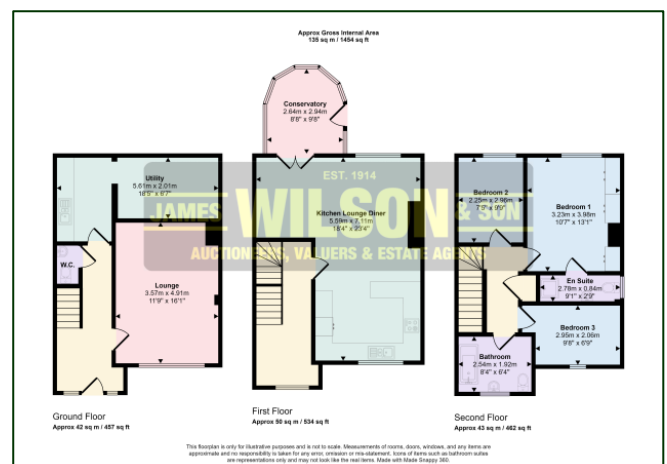 Approx Gross Internal Area
135 sq m / 1454 sq ft
Conservatory
2.64m x 2.94m
8'8" x 9'8"
EST. 1914
JAMES WILSON & SON
AUCTIONEERS, VALUERS & ESTATE AGENTS
Utility
5.61m x 2.01m
18'5" x 6'7"
W.C.
Lounge
3.57m x 4.91m
11'9" x 16'1"
Ground Floor
Approx 42 sq m / 457 sq ft
Kitchen Lounge Diner
5.59m x 7.11m
18'4" x 23'4"
First Floor
Approx 50 sq m / 534 sq ft
Bedroom 2
2.25m x 2.96m
7'5" x 9'9"
Bedroom 1
3.23m x 3.98m
10'7" x 13'1"
En Suite
2.78m x 0.84m
9'1" x 2'9"
Bedroom 3
2.95m x 2.06m
9'8" x 6'9"
Bathroom
2.54m x 1.92m
8'4" x 6'4"
Second Floor
Approx 43 sq m / 462 sq ft
This floorplan is only for illustrative purposes and is not to scale. Measurements of rooms, doors, windows, and any items are
approximate and no responsibility is taken for any error, omission or mis-statement. Icons of items such as bathroom suites
are representations only and may not look like the real items. Made with Made Snappy 360.